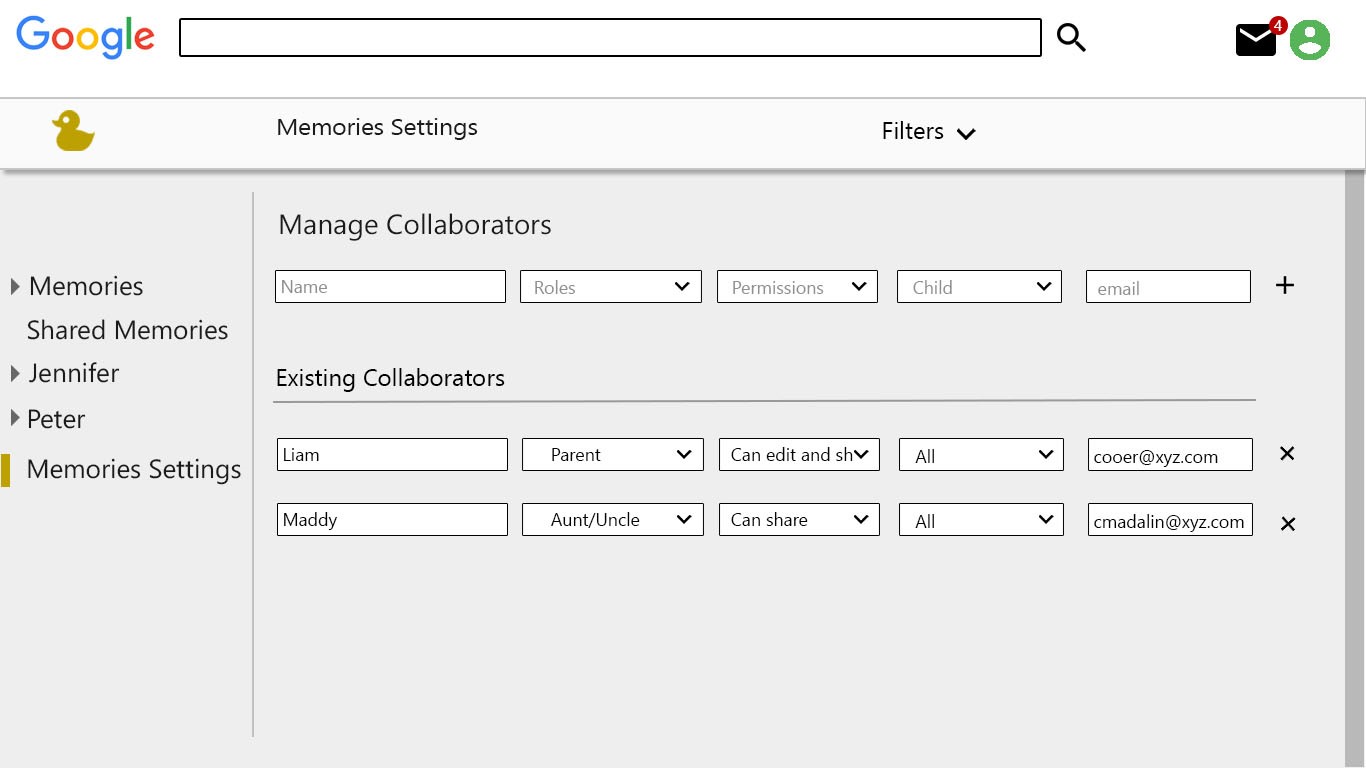 Google
4
Memories Settings
Filters
Manage Collaborators
Name
Roles
Permissions
Child
email
Memories
Shared Memories
Jennifer
Peter
Memories Settings
Existing Collaborators
Liam
Parent
Can edit and sh
All
cooer@xyz.com
Maddy
Aunt/Uncle
Can share
All
cmadalin@xyz.com